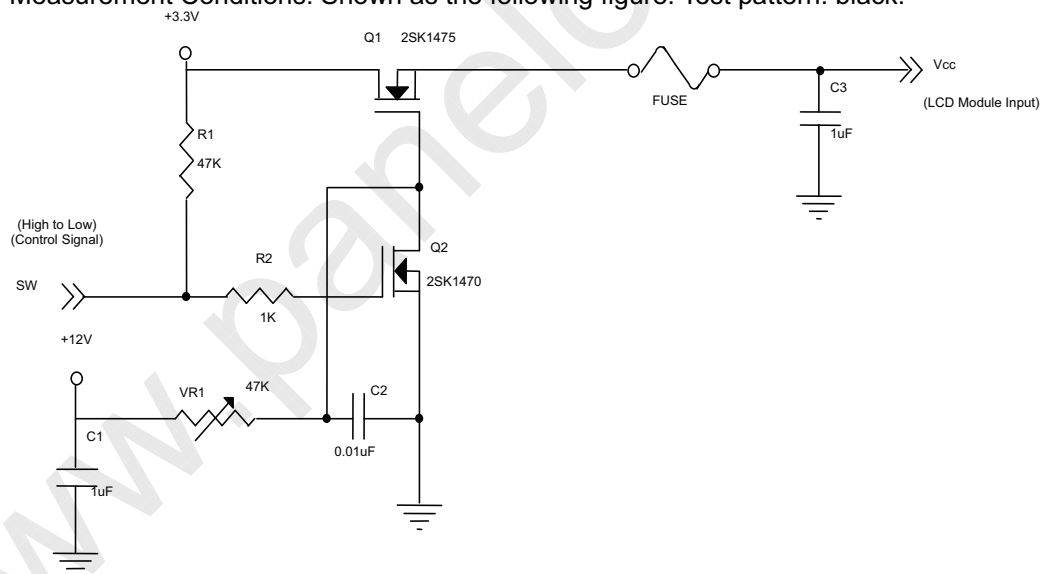 Measurement Conditions: Shown as the following figure. Test pattern: black.
+3.3V
Q1 2SK1475
Vcc
FUSE
C3
(LCD Module Input)
1uF
R1
47K
(High to Low)
(Control Signal)
Q2
R2
2SK1470
SW
1K
+12V
VR1
47K
C2
C1
0.01uF
1uF
www.panelo